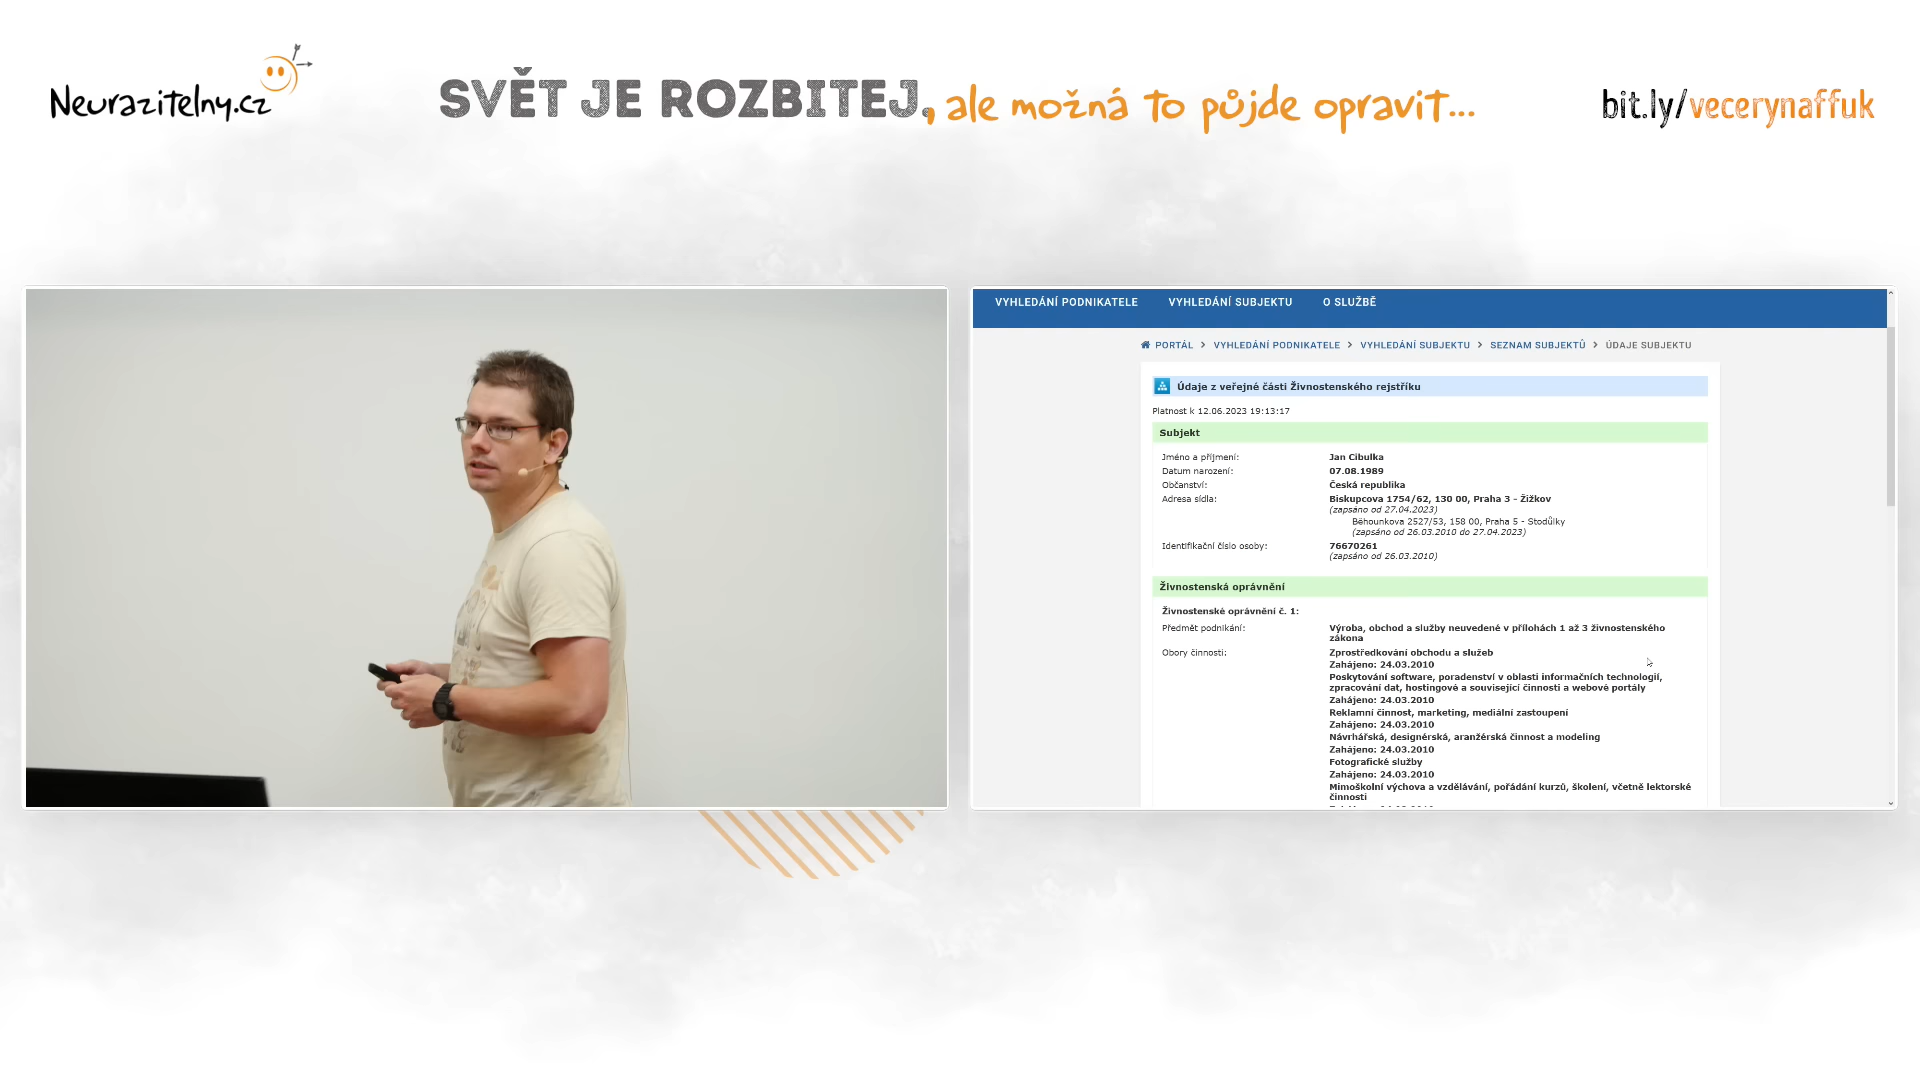 Neurazitelny.cz
SVĚT JE ROZBITEJ, ale možná to půjde opravit...
bit.ly/vecerynaffuk
VYHLEDÁNÍ PODNIKATELE VYHLEDÁNÍ SUBJEKTU O SLUŽBĚ
PORTÁL > VYHLEDÁNÍ PODNIKATELE > VYHLEDÁNÍ SUBJEKTU > SEZNAM SUBJEKTŮ > ÚDAJE SUBJEKTU
Údaje z veřejné části Živnostenského rejstříku
Platnost k 12.06.2023 19:13:17
Subjekt
Jméno a příjmení: Jan Cibulka
Datum narození: 07.08.1989
Občanství: Česká republika
Adresa sídla: Biskupcova 1754/62, 130 00, Praha 3 - Žižkov
(zapsáno od 27.04.2023)
Běhounkova 2527/53, 158 00, Praha 5 - Stodůlky
(zapsáno od 26.03.2010 do 27.04.2023)
Identifikační číslo osoby: 76670261
(zapsáno od 26.03.2010)
Živnostenská oprávnění
Živnostenské oprávnění č. 1:
Předmět podnikání: Výroba, obchod a služby neuvedené v přílohách 1 až 3 živnostenského
zákona
Obory činnosti: Zprostředkování obchodu a služeb
Zahájeno: 24.03.2010
Poskytování software, poradenství v oblasti informačních technologií,
zpracování dat, hostingové a související činnosti a webové portály
Zahájeno: 24.03.2010
Reklamní činnost, marketing, mediální zastoupení
Zahájeno: 24.03.2010
Návrhářská, designérská, aranžérská činnost a modeling
Zahájeno: 24.03.2010
Fotografické služby
Zahájeno: 24.03.2010
Mimoškolní výchova a vzdělávání, pořádání kurzů, školení, včetně lektorské
činnosti